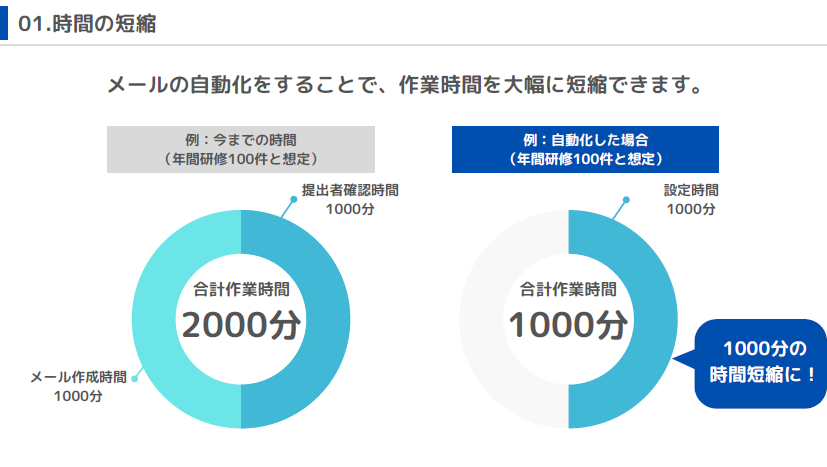 01.時間の短縮
メールの自動化をすることで、作業時間を大幅に短縮できます。
例：今までの時間
（年間研修100件と想定）
提出者確認時間
1000分
合計作業時間
2000分
メール作成時間
1000分
例：自動化した場合
（年間研修100件と想定）
設定時間
1000分
合計作業時間
1000分
1000分の
時間短縮に！